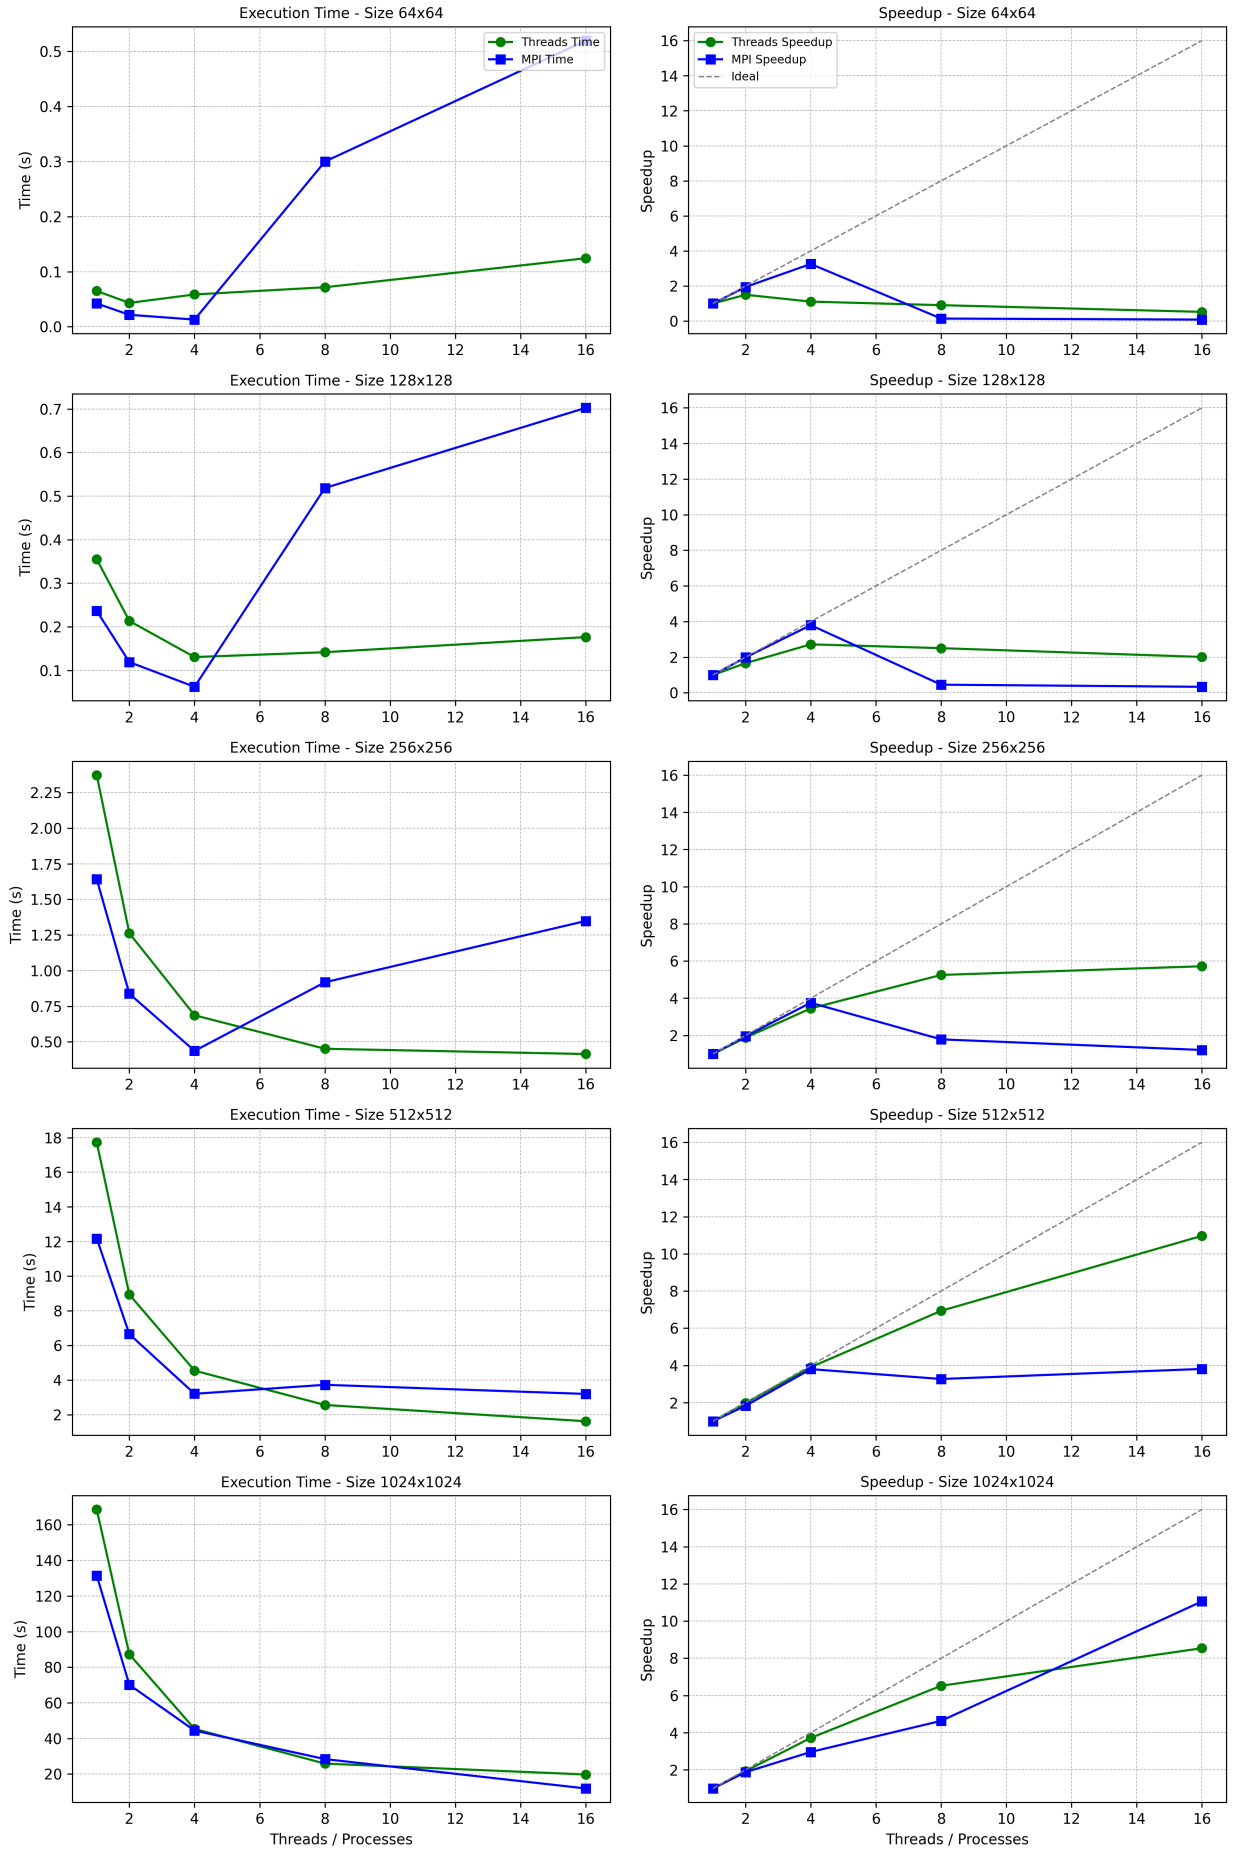 Execution Time - Size 64x64
Time (s)
0.5
0.4
0.3
0.2
0.1
0.0
Threads Time
MPI Time
2 4 6 8 10 12 14 16
Speedup - Size 64x64
Speedup
16
14
12
10
8
6
4
2
0
Threads Speedup
MPI Speedup
Ideal
2 4 6 8 10 12 14 16
Execution Time - Size 128x128
Time (s)
0.7
0.6
0.5
0.4
0.3
0.2
0.1
2 4 6 8 10 12 14 16
Speedup - Size 128x128
Speedup
16
14
12
10
8
6
4
2
0
2 4 6 8 10 12 14 16
Execution Time - Size 256x256
Time (s)
2.25
2.00
1.75
1.50
1.25
1.00
0.75
0.50
2 4 6 8 10 12 14 16
Speedup - Size 256x256
Speedup
16
14
12
10
8
6
4
2
2 4 6 8 10 12 14 16
Execution Time - Size 512x512
Time (s)
18
16
14
12
10
8
6
4
2
2 4 6 8 10 12 14 16
Speedup - Size 512x512
Speedup
16
14
12
10
8
6
4
2
2 4 6 8 10 12 14 16
Execution Time - Size 1024x1024
Time (s)
160
140
120
100
80
60
40
20
2 4 6 8 10 12 14 16
Threads / Processes
Speedup - Size 1024x1024
Speedup
16
14
12
10
8
6
4
2
2 4 6 8 10 12 14 16
Threads / Processes